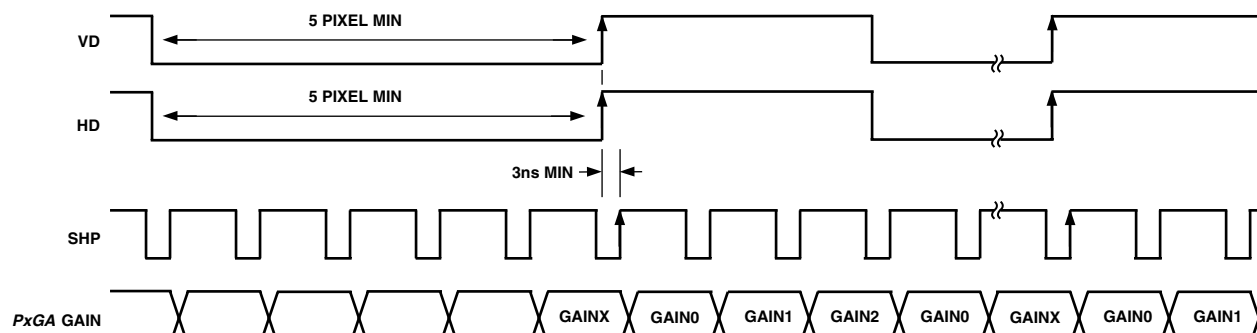 VD
5 PIXEL MIN
HD
5 PIXEL MIN
3ns MIN
SHP
PxGA GAIN
GAINX GAIN0 GAIN1 GAIN2 GAIN0 GAINX GAIN0 GAIN1